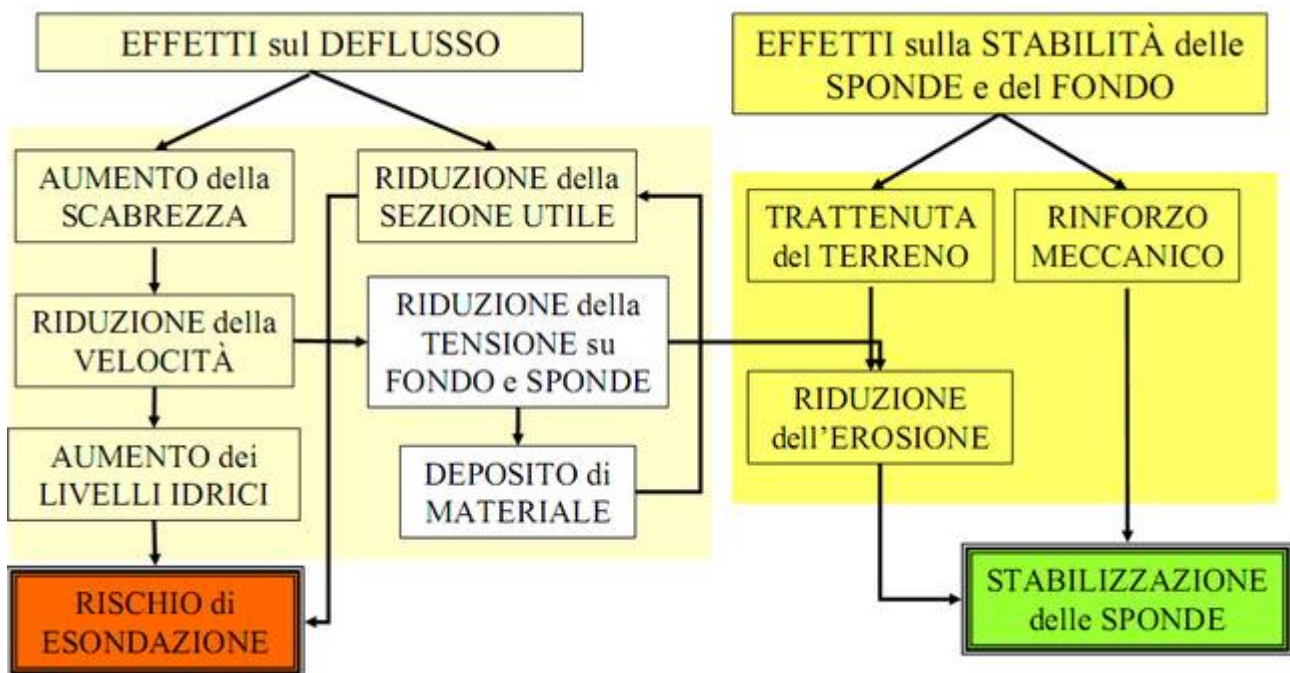 EFFETTI sul DEFLUSSO
EFFETTI sulla STABILITÀ delle
SPONDE e del FONDO
AUMENTO della
SCABREZZA
RIDUZIONE della
SEZIONE UTILE
TRATTENUTA
del TERRENO
RINFORZO
MECCANICO
RIDUZIONE della
VELOCITÀ
RIDUZIONE della
TENSIONE su
FONDO e SPONDE
RIDUZIONE
dell’EROSIONE
AUMENTO dei
LIVELLI IDRICI
DEPOSITO di
MATERIALE
RISCHIO di
ESONDAZIONE
STABILIZZAZIONE
delle SPONDE